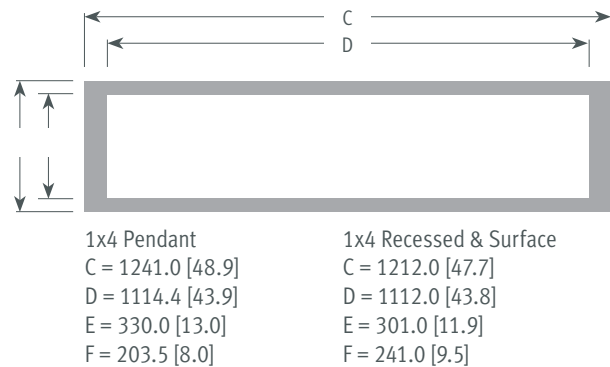 C
D
1x4 Pendant
C = 1241.0 [48.9]
D = 1114.4 [43.9]
E = 330.0 [13.0]
F = 203.5 [8.0]
1x4 Recessed & Surface
C = 1212.0 [47.7]
D = 1112.0 [43.8]
E = 301.0 [11.9]
F = 241.0 [9.5]